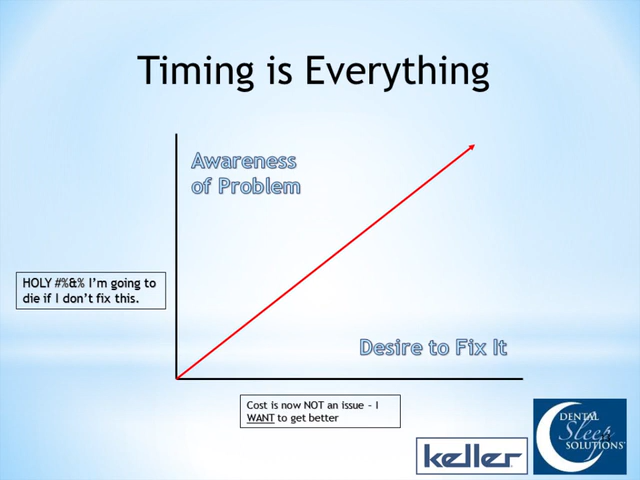 Timing is Everything
Awareness
of Problem
HOLY #%&% I'm going to
die if I don't fix this.
Desire to Fix It
Cost is now NOT an issue - I
WANT to get better
keller
DENTAL
Sleep
SOLUTIONS